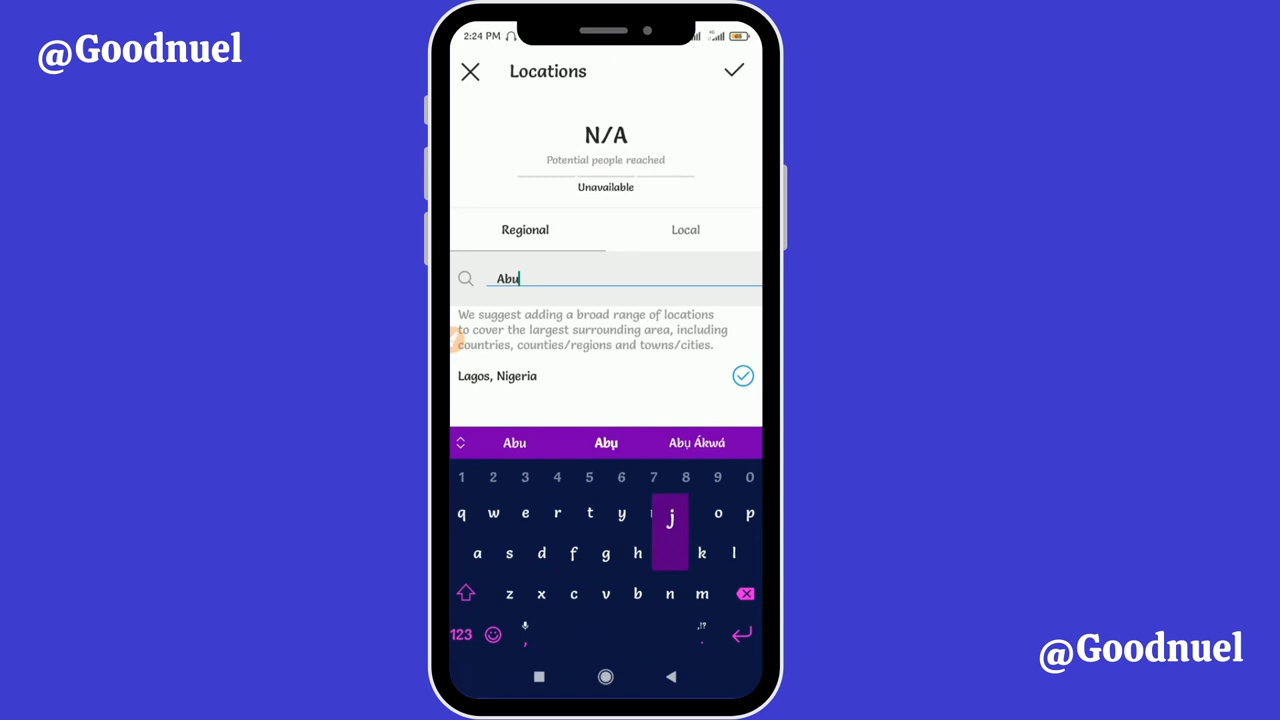 @Goodnuel
2:24 PM
Locations
N/A
Potential people reached
Unavailable
Regional Local
Abu
We suggest adding a broad range of locations
to cover the largest surrounding area, including
countries, counties/regions and towns/cities.
Lagos, Nigeria
Abu Abụ Abụ Ákwá
1 2 3 4 5 6 7 8 9 0
q w e r t y j o p
a s d f g h k l
z x c v b n m
123 , ,!? .
@Goodnuel